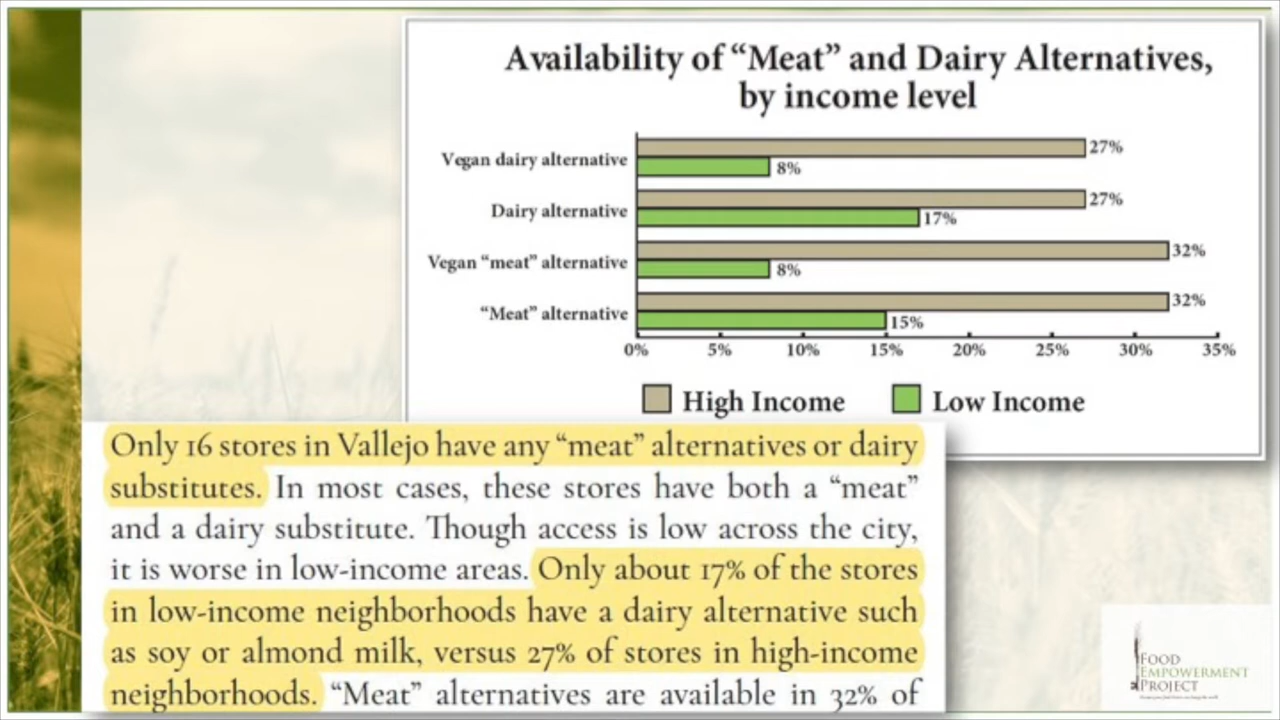 Availability of “Meat” and Dairy Alternatives,
by income level
Vegan dairy alternative
27%
8%
Dairy alternative
27%
17%
Vegan “meat” alternative
32%
8%
“Meat” alternative
32%
15%
0% 5% 10% 15% 20% 25% 30% 35%
High Income Low Income
Only 16 stores in Vallejo have any “meat” alternatives or dairy
substitutes. In most cases, these stores have both a “meat”
and a dairy substitute. Though access is low across the city,
it is worse in low-income areas. Only about 17% of the stores
in low-income neighborhoods have a dairy alternative such
as soy or almond milk, versus 27% of stores in high-income
neighborhoods. “Meat” alternatives are available in 32% of
FOOD
EMPOWERMENT
PROJECT